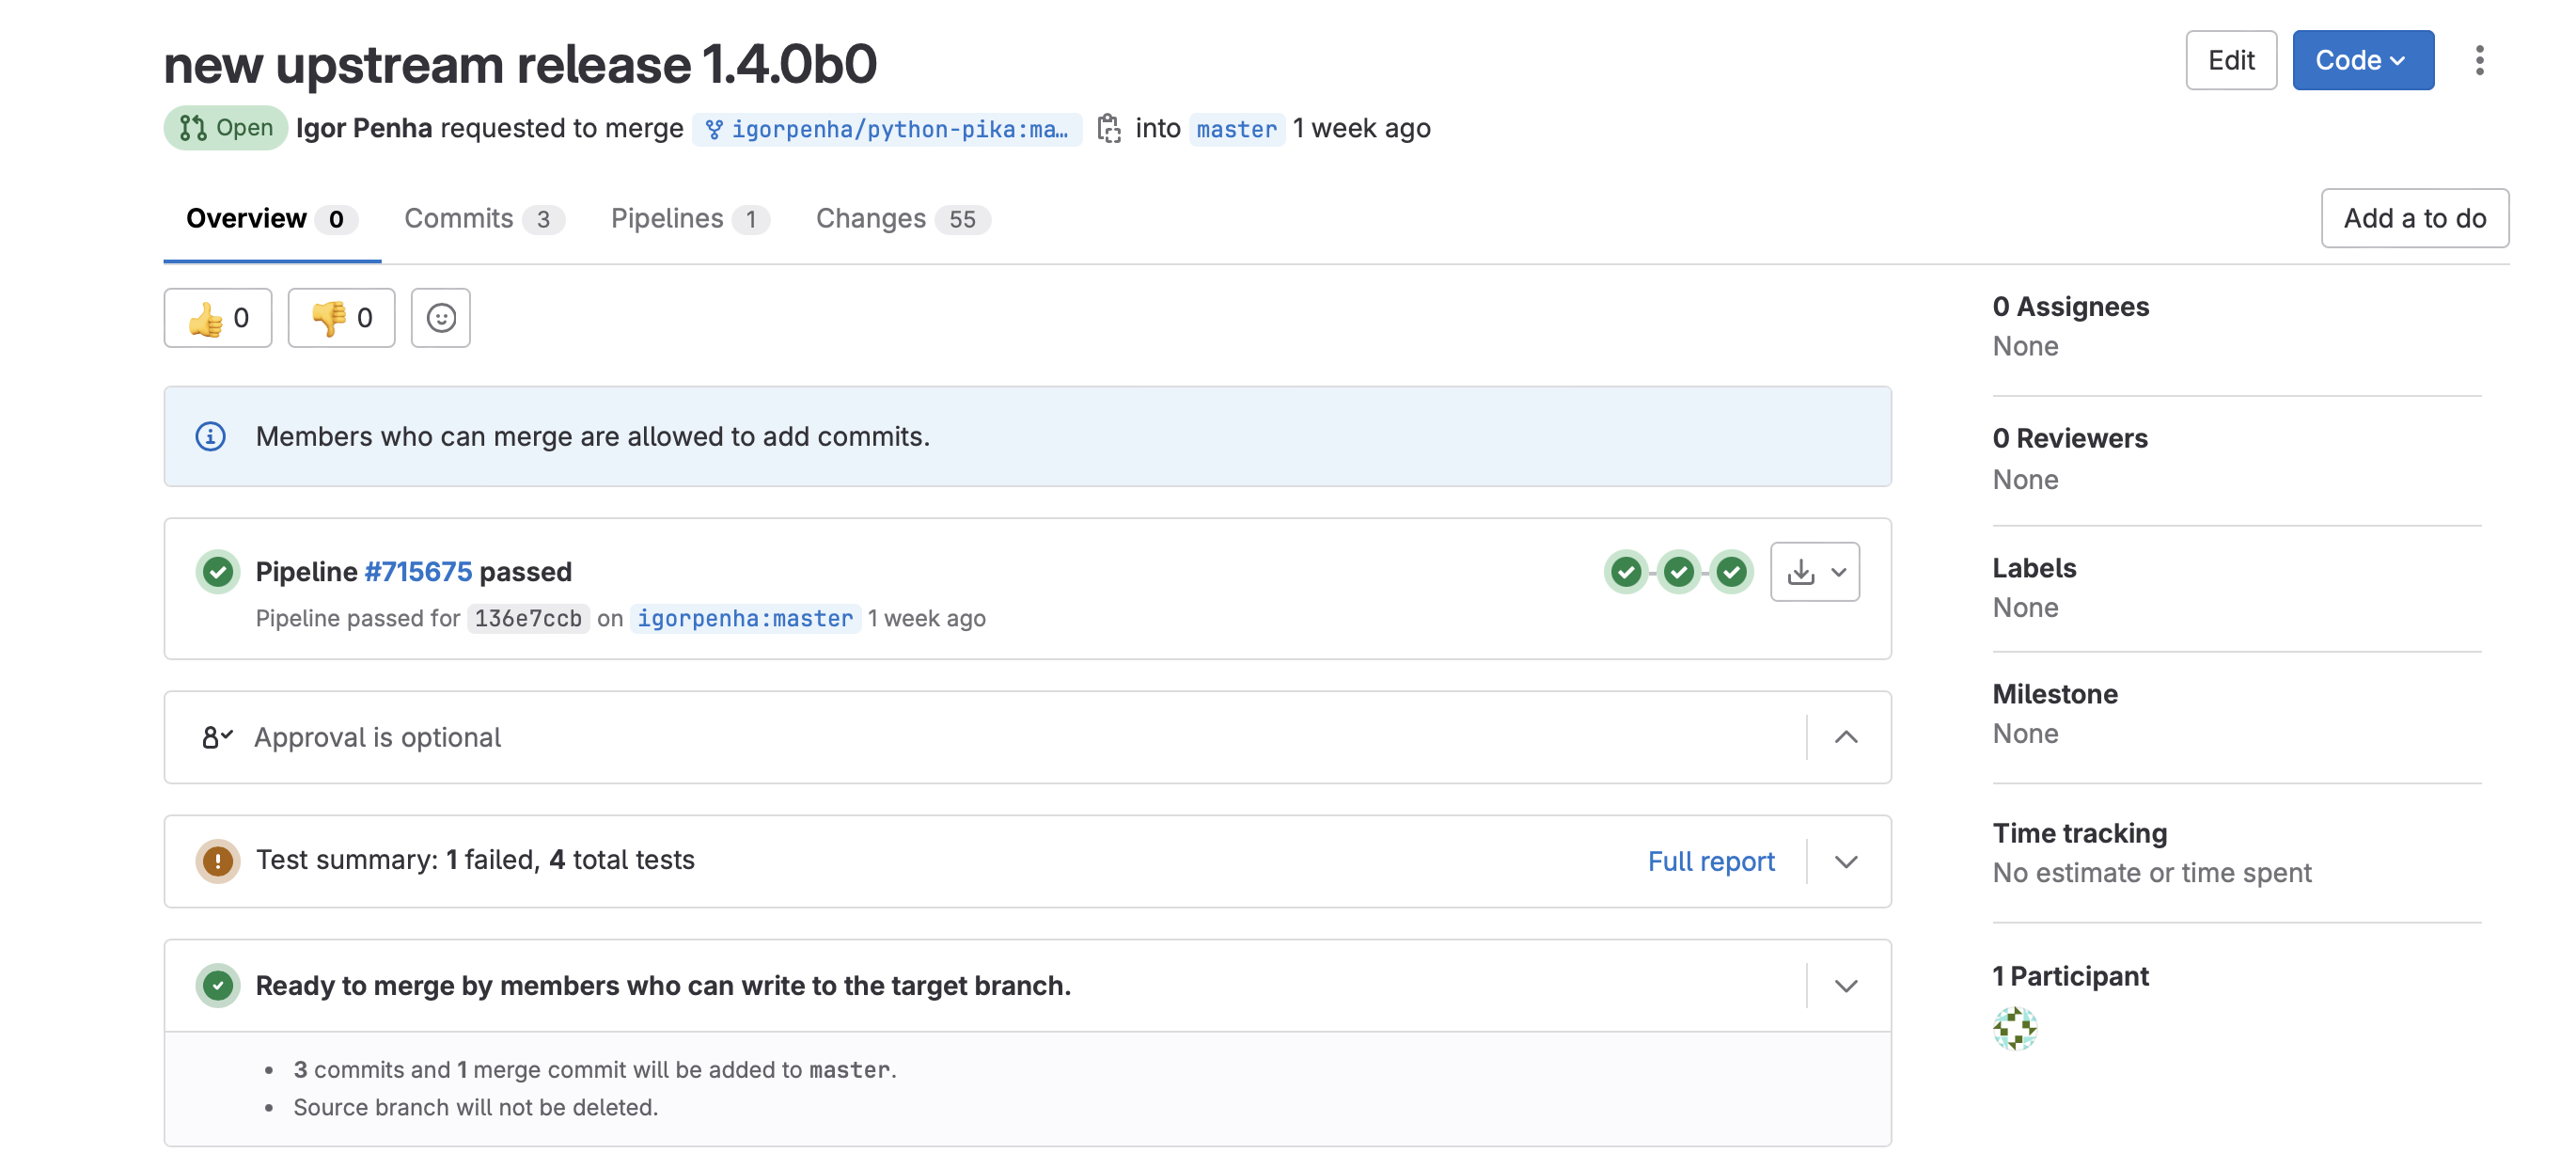 new upstream release 1.4.0b0
Edit
Code
Open Igor Penha requested to merge igorpenha/python-pika:ma… into master 1 week ago
Overview 0 Commits 3 Pipelines 1 Changes 55
Add a to do
0 0
Members who can merge are allowed to add commits.
Pipeline #715675 passed
Pipeline passed for 136e7ccb on igorpenha:master 1 week ago
Approval is optional
Test summary: 1 failed, 4 total tests
Full report
Ready to merge by members who can write to the target branch.
3 commits and 1 merge commit will be added to master.
Source branch will not be deleted.
0 Assignees
None
0 Reviewers
None
Labels
None
Milestone
None
Time tracking
No estimate or time spent
1 Participant